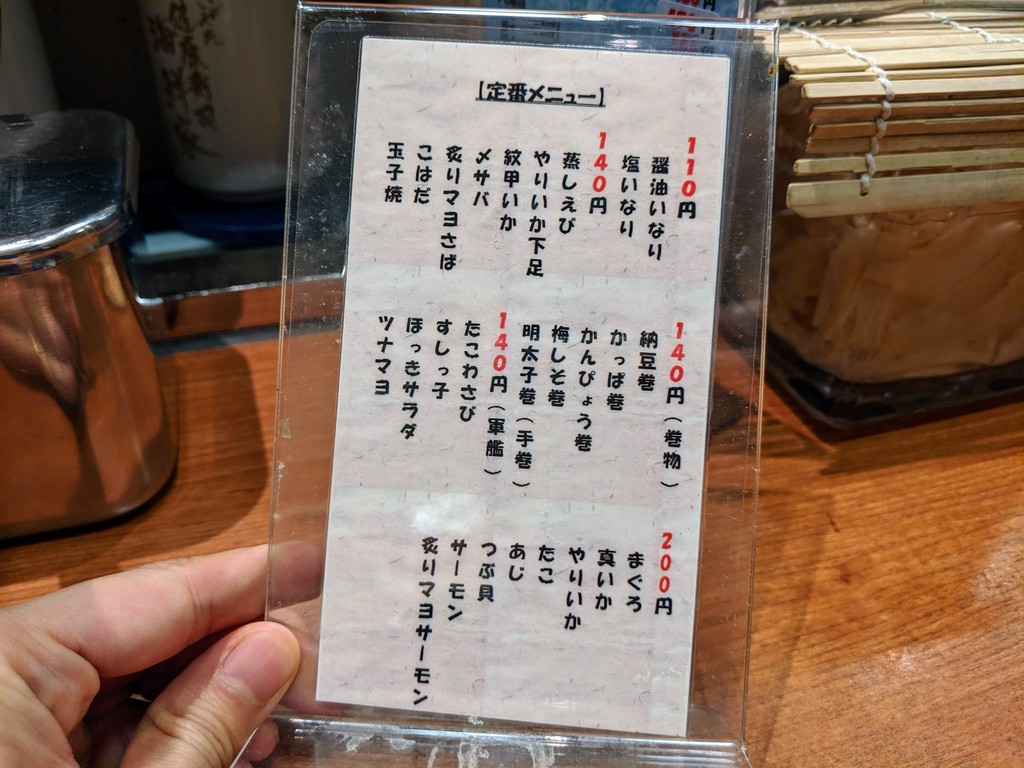 【定番メニュー】
110円
醤油いなり
塩いなり
140円
蒸しえび
やりいか下足
紋甲いか
〆サバ
炙りマヨさば
こはだ
玉子焼
140円（巻物）
納豆巻
かっぱ巻
かんぴょう巻
梅しそ巻
明太子巻（手巻）
140円（軍艦）
たこわさび
すしっ子
ほっきサラダ
ツナマヨ
200円
まぐろ
真いか
やりいか
たこ
あじ
つぶ貝
サーモン
炙りマヨサーモン